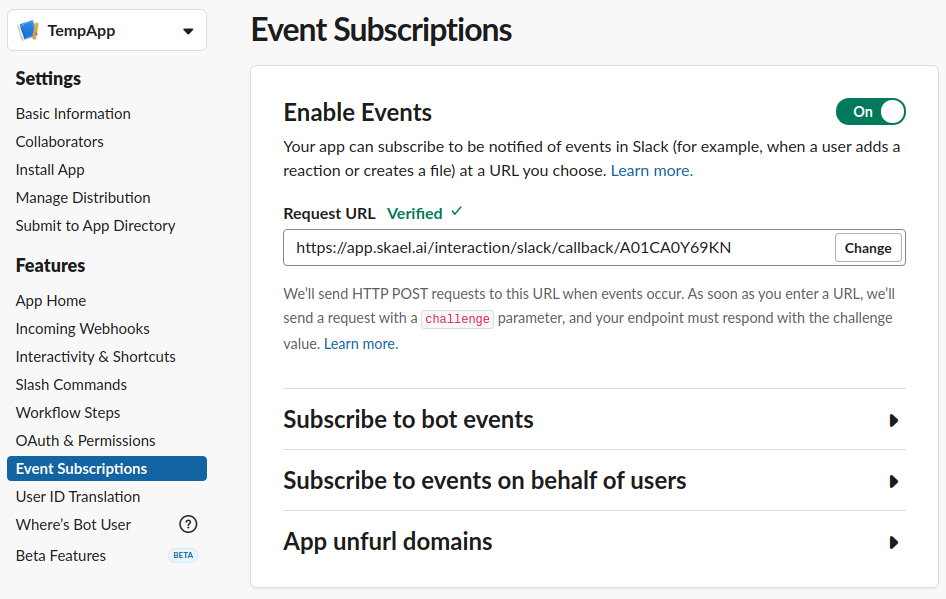 TempApp
Settings
Basic Information
Collaborators
Install App
Manage Distribution
Submit to App Directory
Features
App Home
Incoming Webhooks
Interactivity & Shortcuts
Slash Commands
Workflow Steps
OAuth & Permissions
Event Subscriptions
User ID Translation
Where's Bot User ?
Beta Features BETA
Event Subscriptions
Enable Events On
Your app can subscribe to be notified of events in Slack (for example, when a user adds a
reaction or creates a file) at a URL you choose. Learn more.
Request URL Verified
https://app.skael.ai/interaction/slack/callback/A01CA0Y69KN Change
We'll send HTTP POST requests to this URL when events occur. As soon as you enter a URL, we'll
send a request with a challenge parameter, and your endpoint must respond with the challenge
value. Learn more.
Subscribe to bot events
Subscribe to events on behalf of users
App unfurl domains